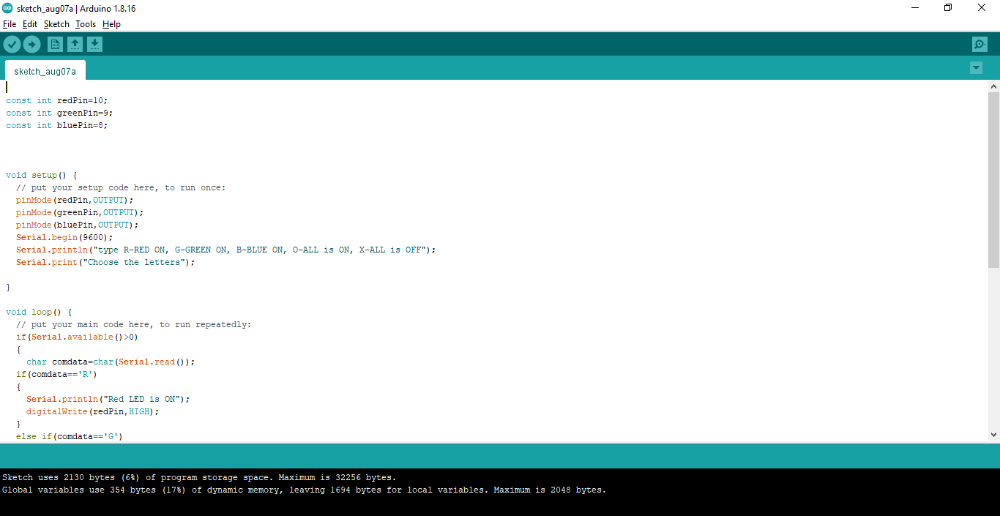 sketch_aug07a | Arduino 1.8.16
File Edit Sketch Tools Help
sketch_aug07a
const int redPin=10;
const int greenPin=9;
const int bluePin=8;
void setup() {
// put your setup code here, to run once:
pinMode(redPin,OUTPUT);
pinMode(greenPin,OUTPUT);
pinMode(bluePin,OUTPUT);
Serial.begin(9600);
Serial.println("type R-RED ON, G-GREEN ON, B-BLUE ON, O-ALL is ON, X-ALL is OFF");
Serial.print("Choose the letters");
}
void loop() {
// put your main code here, to run repeatedly:
if(Serial.available()>0)
{
char comdata=char(Serial.read());
if(comdata=='R')
{
Serial.println("Red LED is ON");
digitalWrite(redPin,HIGH);
}
else if(comdata=='G')
Sketch uses 2130 bytes (6%) of program storage space. Maximum is 32256 bytes.
Global variables use 354 bytes (17%) of dynamic memory, leaving 1694 bytes for local variables. Maximum is 2048 bytes.